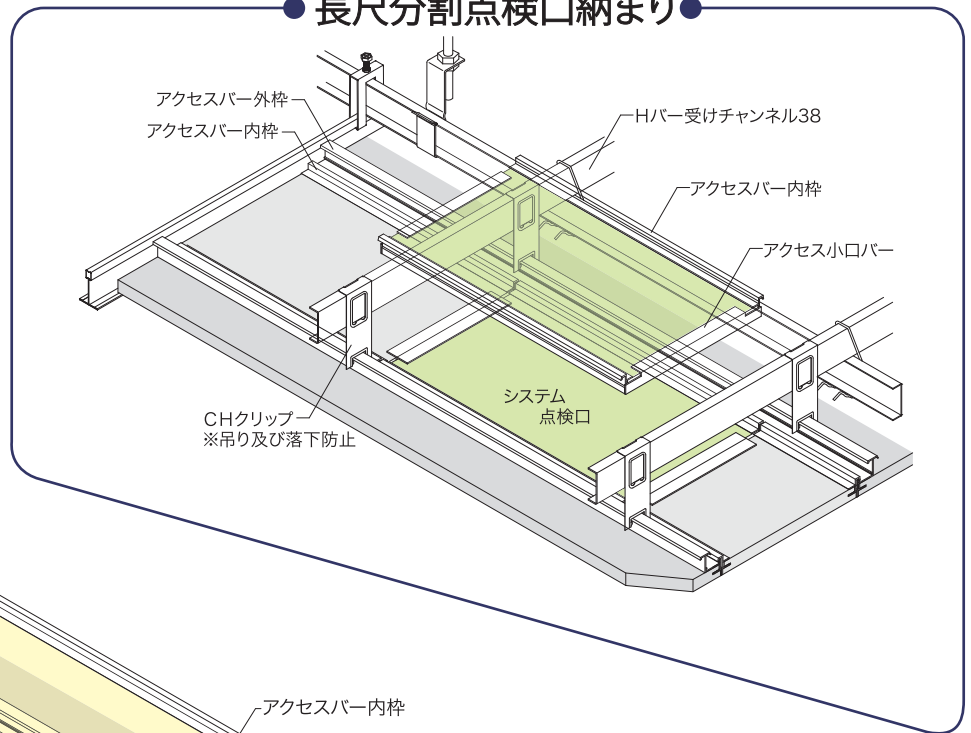 長尺分割点検口納まり
アクセスバー外枠
アクセスバー内枠
Hバー受けチャンネル38
アクセスバー内枠
アクセス小口バー
システム
点検口
CHクリップ
※吊り及び落下防止
アクセスバー内枠